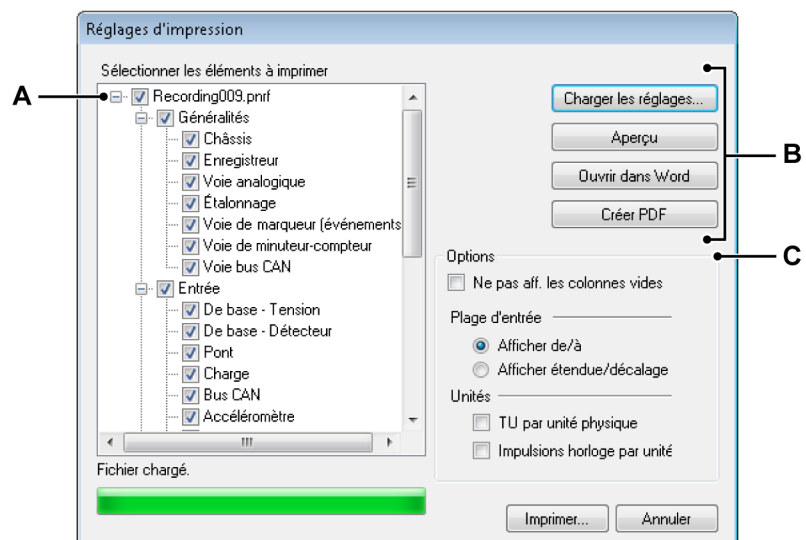 Réglages d'impression
Sélectionner les éléments à imprimer
A
Recording009.pnrf
Généralités
Châssis
Enregistreur
Voie analogique
Étalonnage
Voie de marqueur (événements
Voie de minuteur-compteur
Voie bus CAN
Entrée
De base - Tension
De base - Détecteur
Pont
Charge
Bus CAN
Accéléromètre
Fichier chargé.
Charger les réglages...
Aperçu
Ouvrir dans Word
Créer PDF
B
C
Options
Ne pas aff. les colonnes vides
Plage d'entrée
Afficher de/à
Afficher étendue/décalage
Unités
TU par unité physique
Impulsions horloge par unité
Imprimer... Annuler